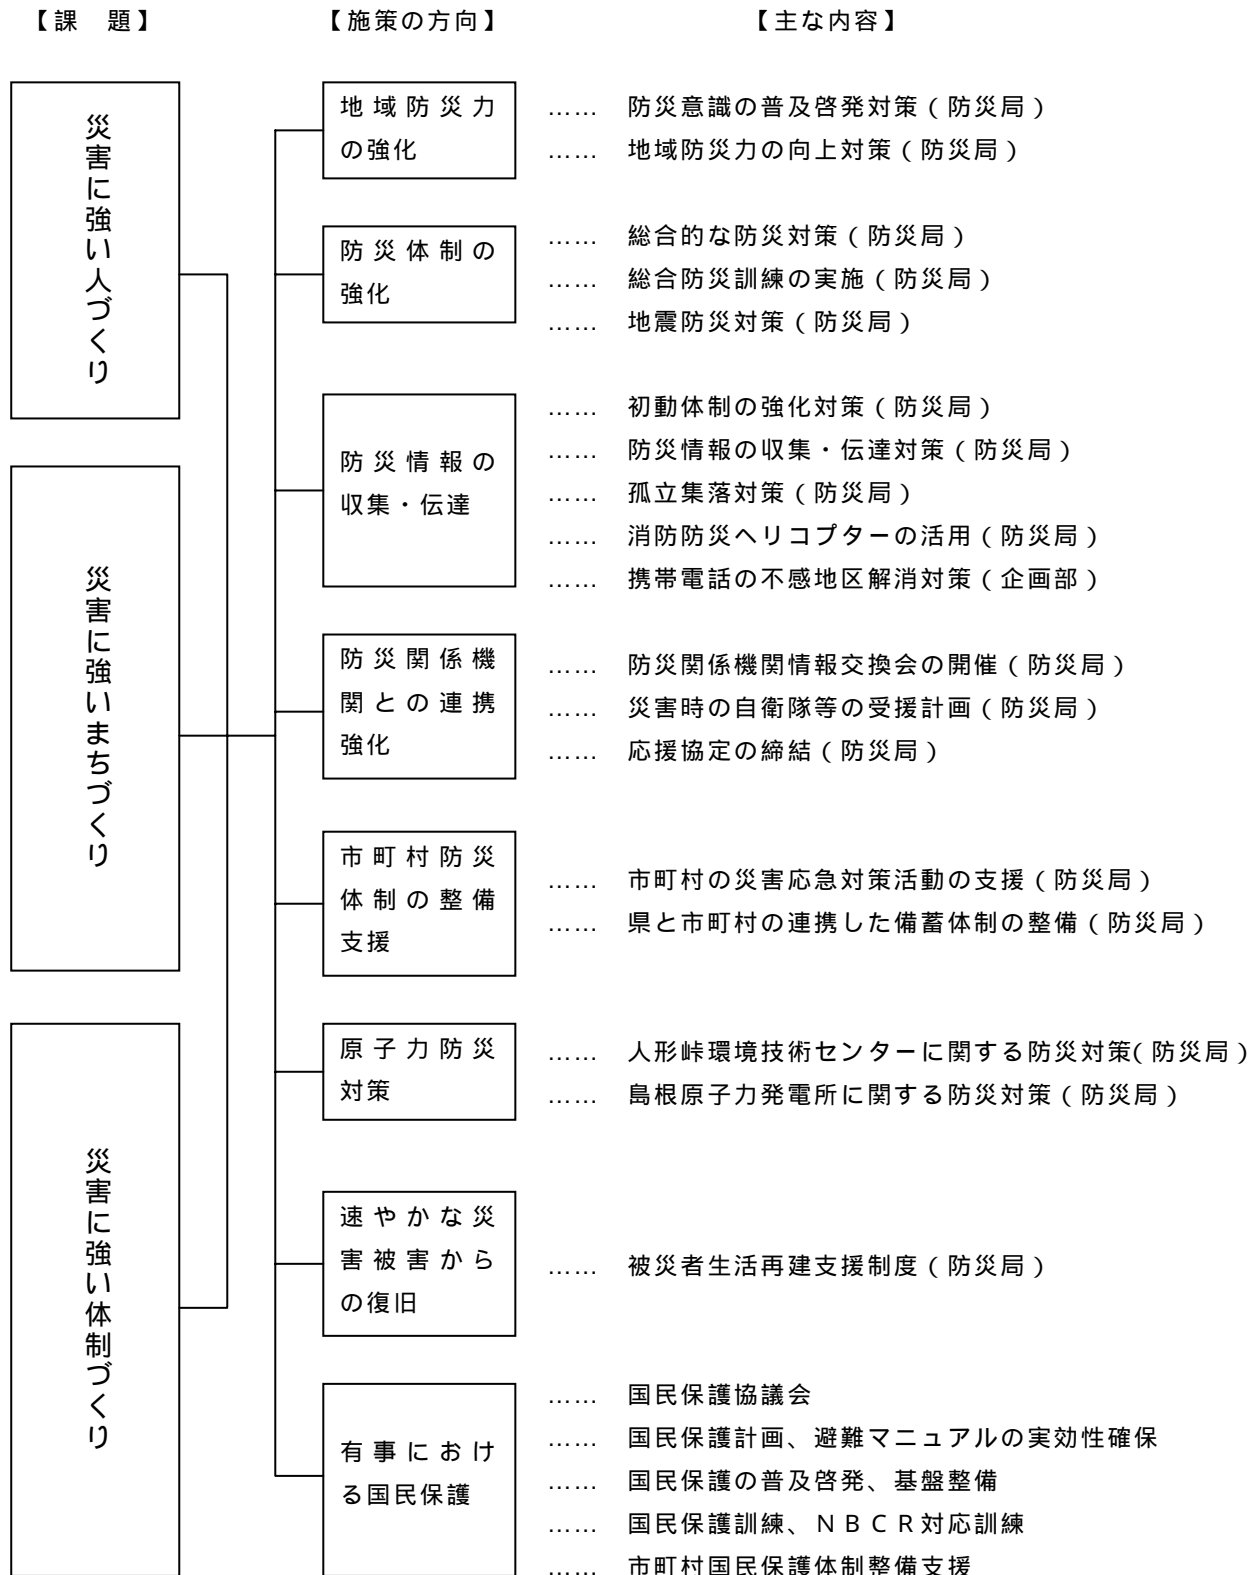 【課　題】　【施策の方向】　【主な内容】
災害に強い人づくり
災害に強いまちづくり
災害に強い体制づくり
地域防災力
の強化
……　防災意識の普及啓発対策（防災局）
……　地域防災力の向上対策（防災局）
防災体制の
強化
……　総合的な防災対策（防災局）
……　総合防災訓練の実施（防災局）
……　地震防災対策（防災局）
防災情報の
収集・伝達
……　初動体制の強化対策（防災局）
……　防災情報の収集・伝達対策（防災局）
……　孤立集落対策（防災局）
……　消防防災ヘリコプターの活用（防災局）
……　携帯電話の不感地区解消対策（企画部）
防災関係機
関との連携
強化
……　防災関係機関情報交換会の開催（防災局）
……　災害時の自衛隊等の受援計画（防災局）
……　応援協定の締結（防災局）
市町村防災
体制の整備
支援
……　市町村の災害応急対策活動の支援（防災局）
……　県と市町村の連携した備蓄体制の整備（防災局）
原子力防災
対策
……　人形峠環境技術センターに関する防災対策（防災局）
……　島根原子力発電所に関する防災対策（防災局）
速やかな災
害被害から
の復旧
……　被災者生活再建支援制度（防災局）
有事におけ
る国民保護
……　国民保護協議会
……　国民保護計画、避難マニュアルの実効性確保
……　国民保護の普及啓発、基盤整備
……　国民保護訓練、ＮＢＣＲ対応訓練
……　市町村国民保護体制整備支援